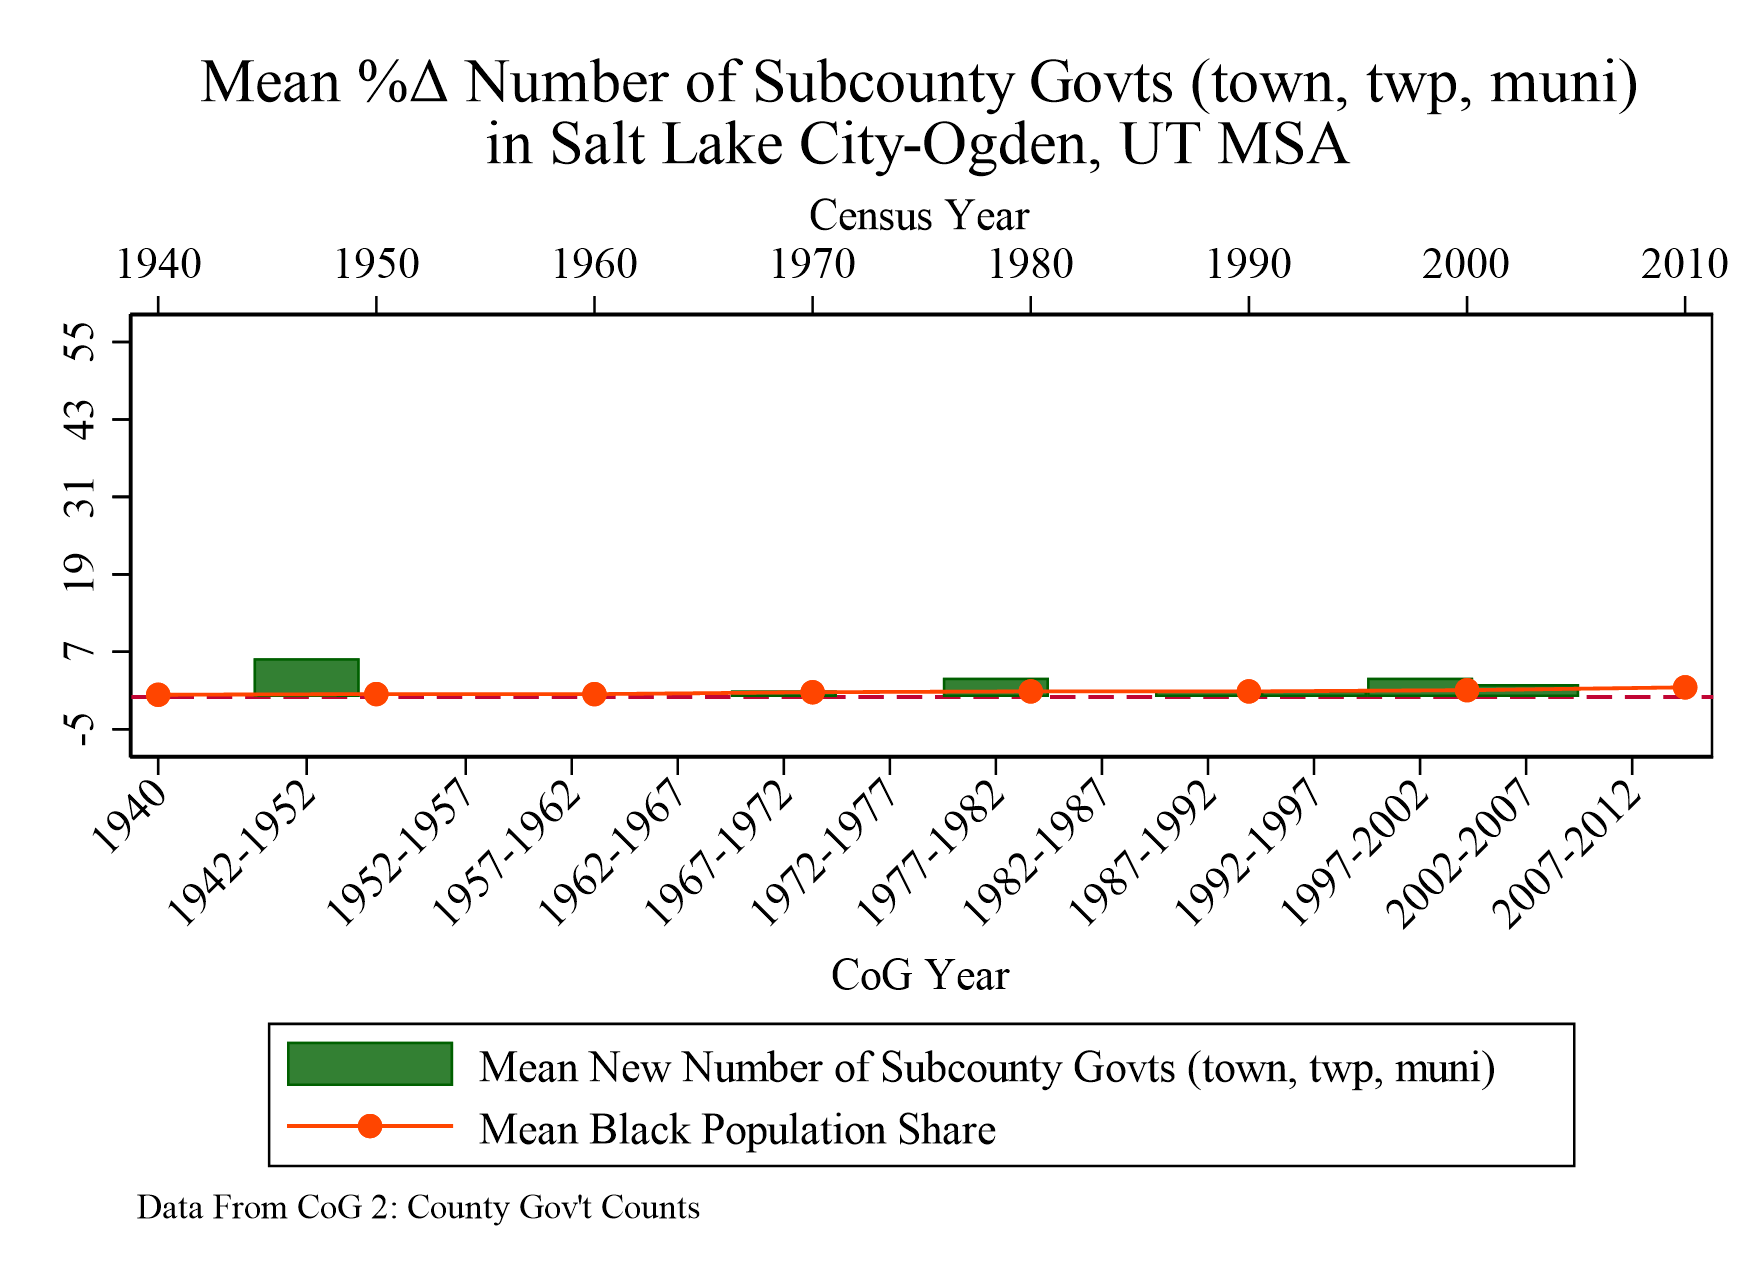 Mean %Δ Number of Subcounty Govts (town, twp, muni)
in Salt Lake City-Ogden, UT MSA
Census Year
1940 1950 1960 1970 1980 1990 2000 2010
55
43
31
19
7
-5
1940 1942-1952 1952-1957 1957-1962 1962-1967 1967-1972 1972-1977 1977-1982 1982-1987 1987-1992 1992-1997 1997-2002 2002-2007 2007-2012
CoG Year
Mean New Number of Subcounty Govts (town, twp, muni)
Mean Black Population Share
Data From CoG 2: County Gov't Counts